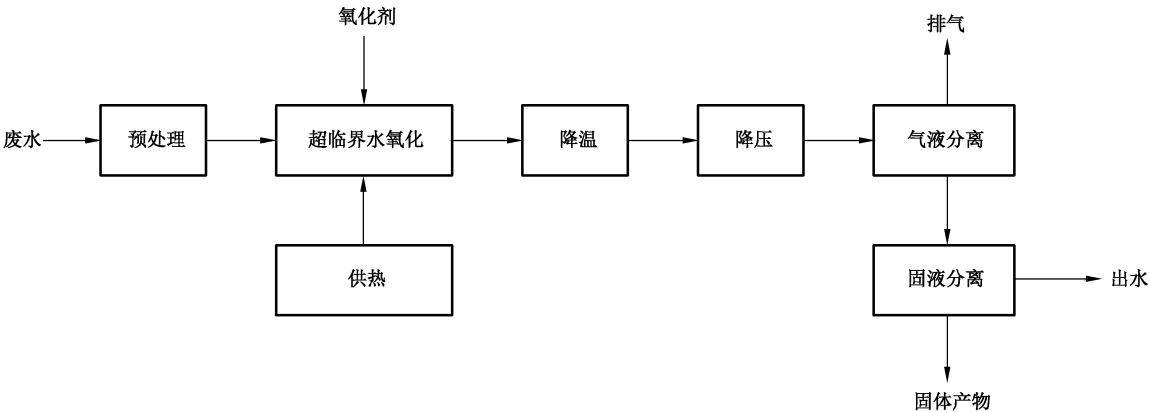 氧化剂
排气
废水
预处理
超临界水氧化
降温
降压
气液分离
供热
固液分离
出水
固体产物